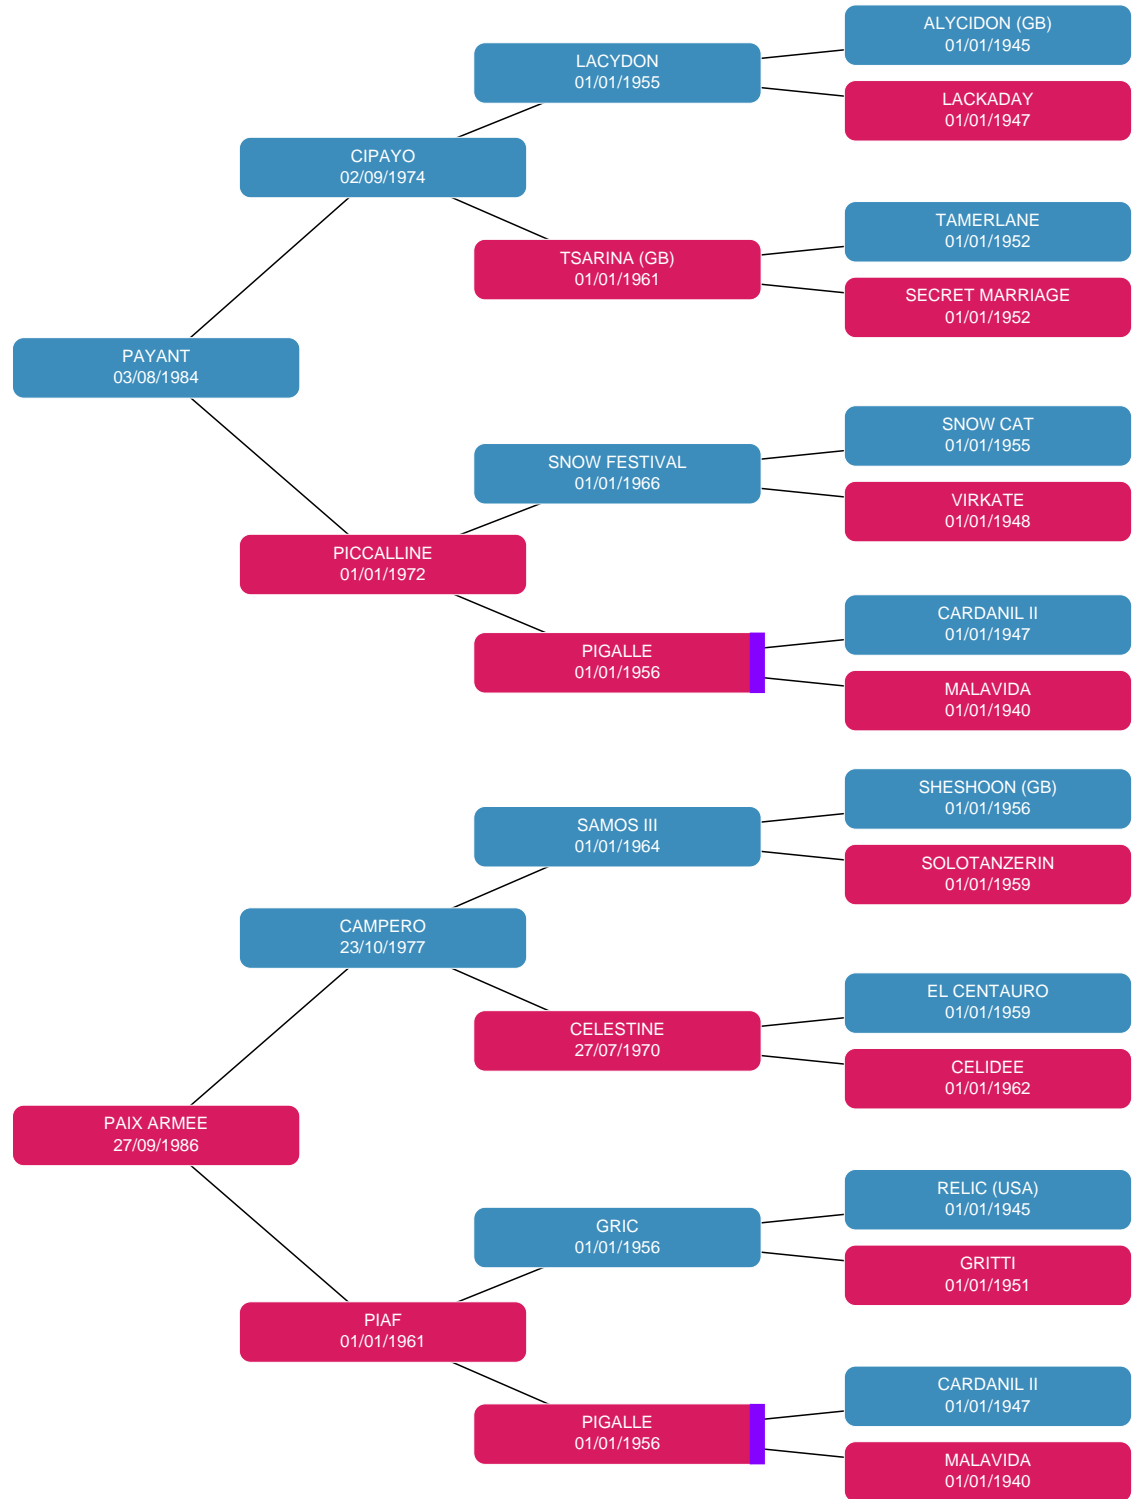 ALYCIDON (GB)
01/01/1945
LACYDON
01/01/1955
LACKADAY
01/01/1947
CIPAYO
02/09/1974
TAMERLANE
01/01/1952
TSARINA (GB)
01/01/1961
SECRET MARRIAGE
01/01/1952
PAYANT
03/08/1984
SNOW CAT
01/01/1955
SNOW FESTIVAL
01/01/1966
VIRKATE
01/01/1948
PICCALLINE
01/01/1972
CARDANIL II
01/01/1947
PIGALLE
01/01/1956
MALAVIDA
01/01/1940
SHESHOON (GB)
01/01/1956
SAMOS III
01/01/1964
SOLOTANZERIN
01/01/1959
CAMPERO
23/10/1977
EL CENTAURO
01/01/1959
CELESTINE
27/07/1970
CELIDEE
01/01/1962
PAIX ARMEE
27/09/1986
RELIC (USA)
01/01/1945
GRIC
01/01/1956
GRITTI
01/01/1951
PIAF
01/01/1961
CARDANIL II
01/01/1947
PIGALLE
01/01/1956
MALAVIDA
01/01/1940